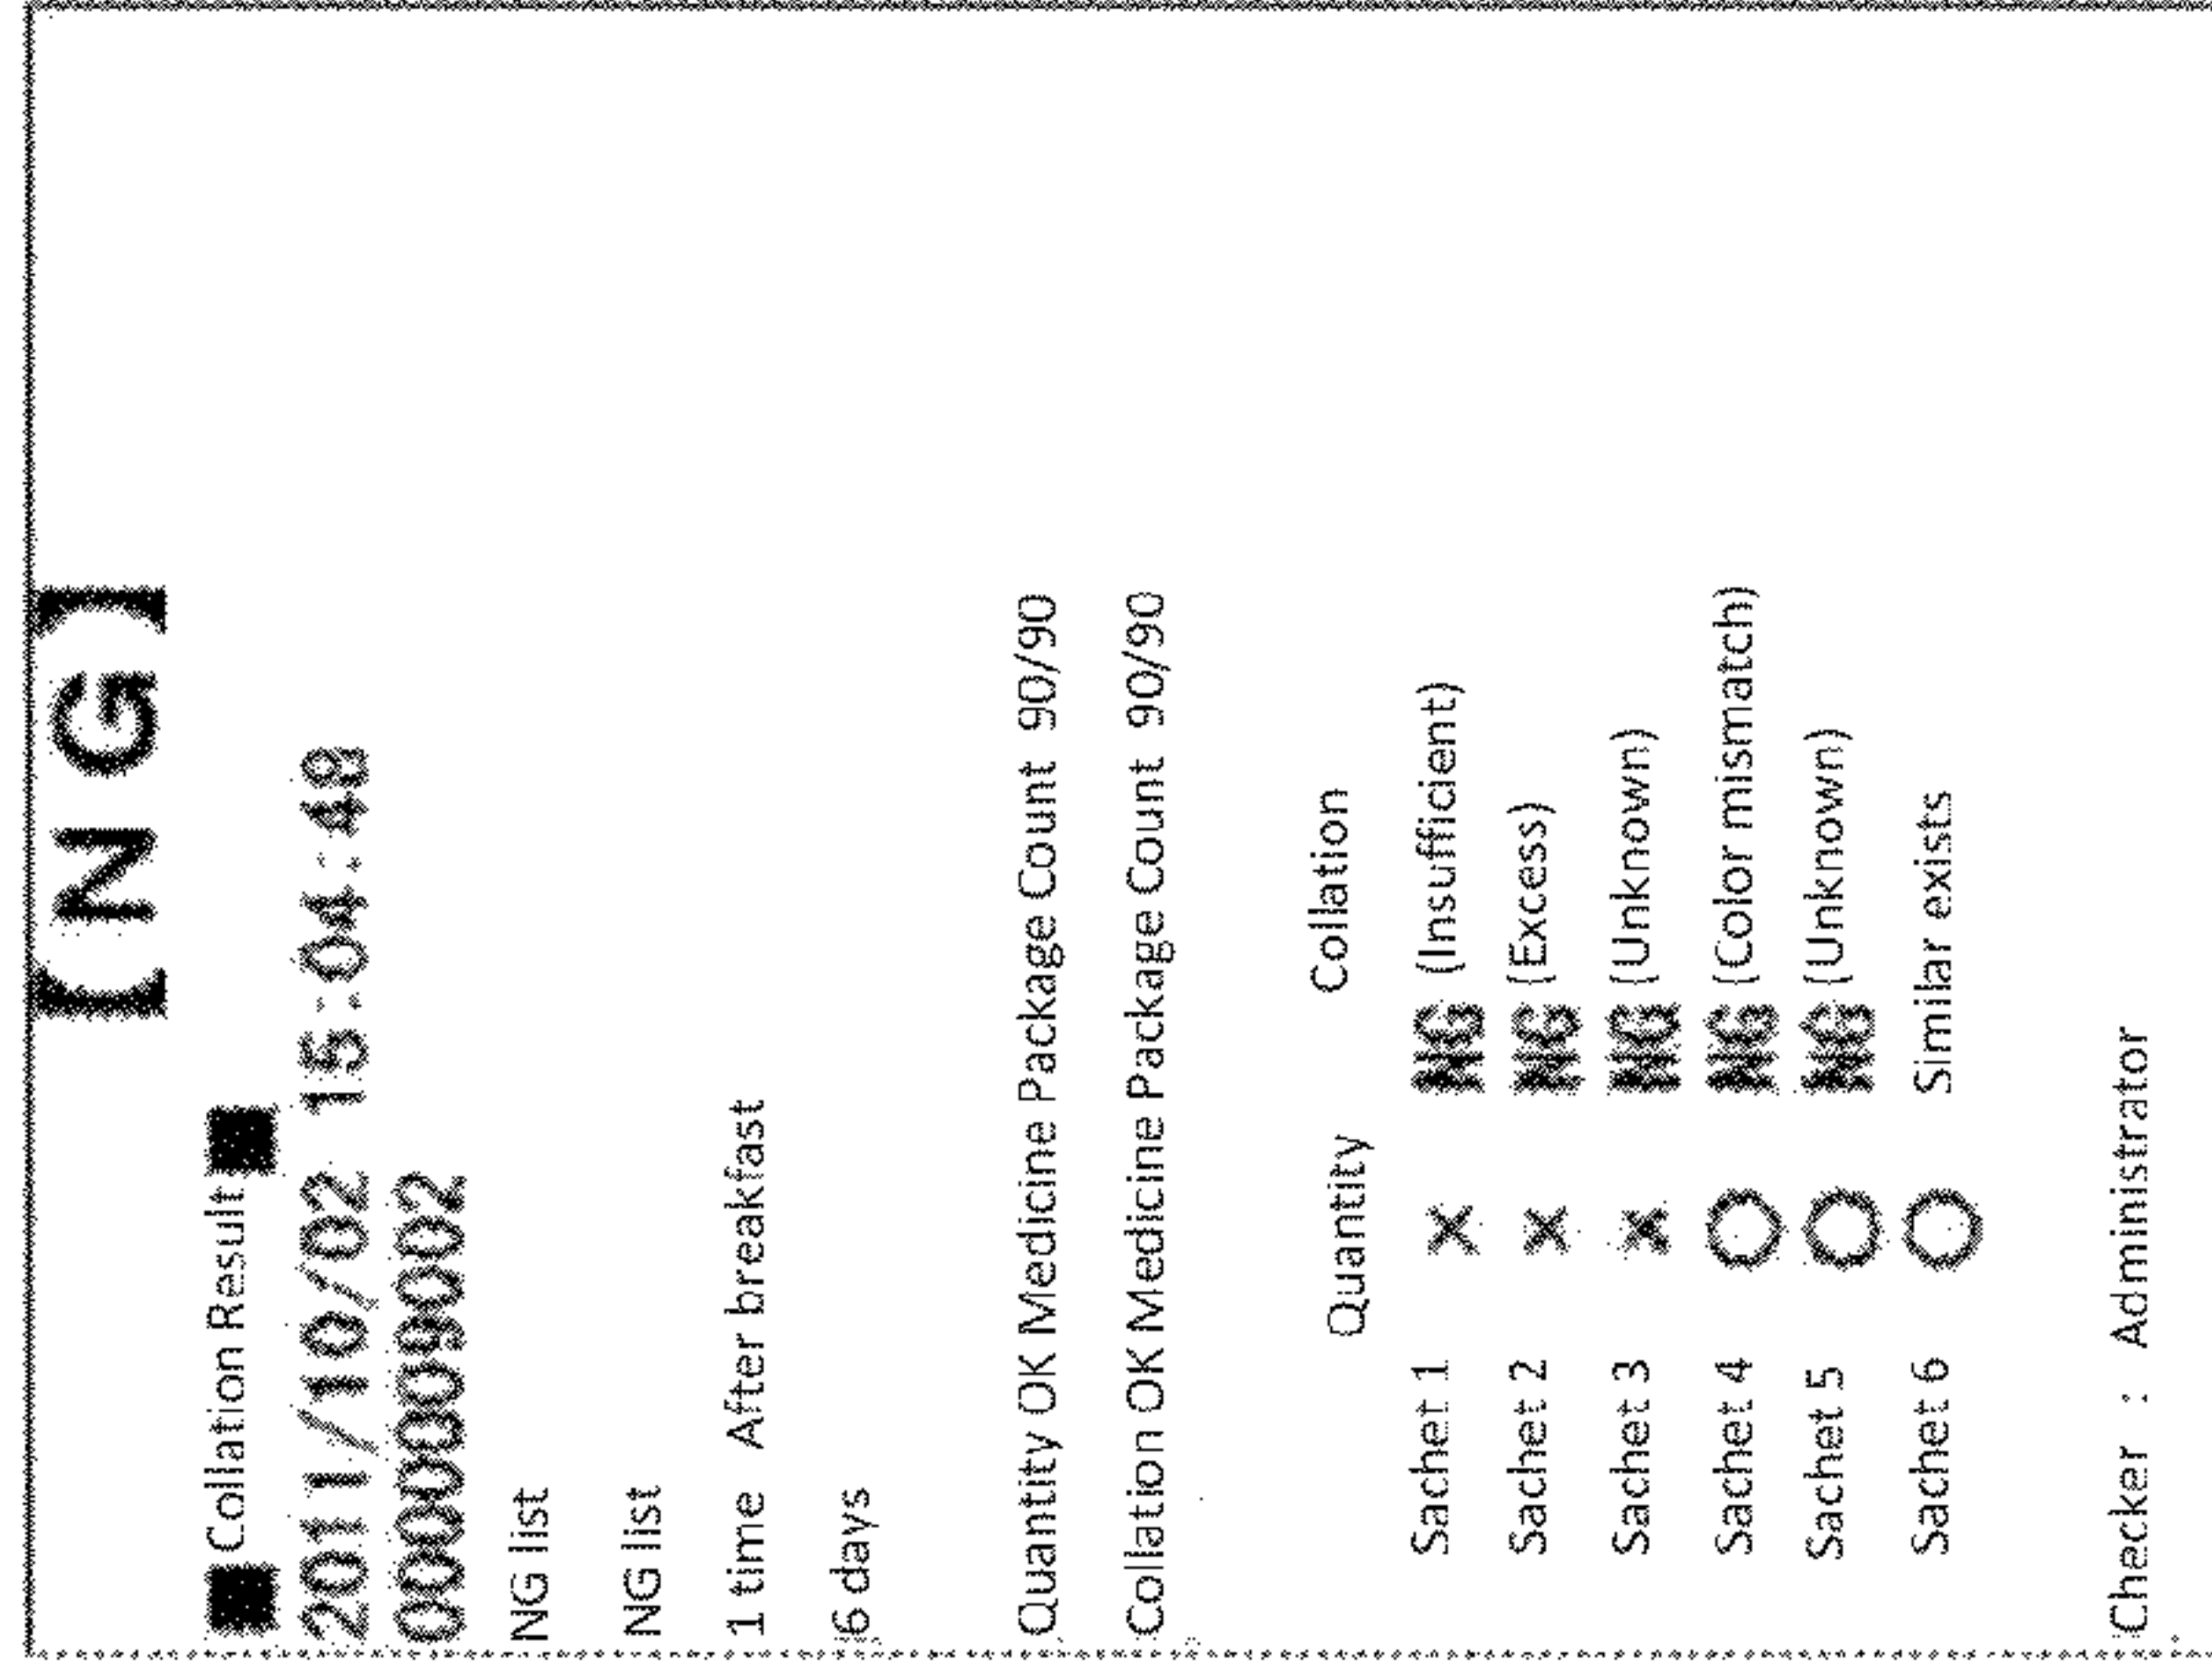 【NG】
■ Collation Result ■
2011/10/02 15:04:48
0000009002
NG list
NG list
1 time After breakfast
6 days
Quantity OK Medicine Package Count 90/90
Collation OK Medicine Package Count 90/90
Quantity Collation
Sachet 1 × NG (Insufficient)
Sachet 2 × NG (Excess)
Sachet 3 × NG (Unknown)
Sachet 4 ○ NG (Color mismatch)
Sachet 5 ○ NG (Unknown)
Sachet 6 ○ Similar exists
Checker : Administrator